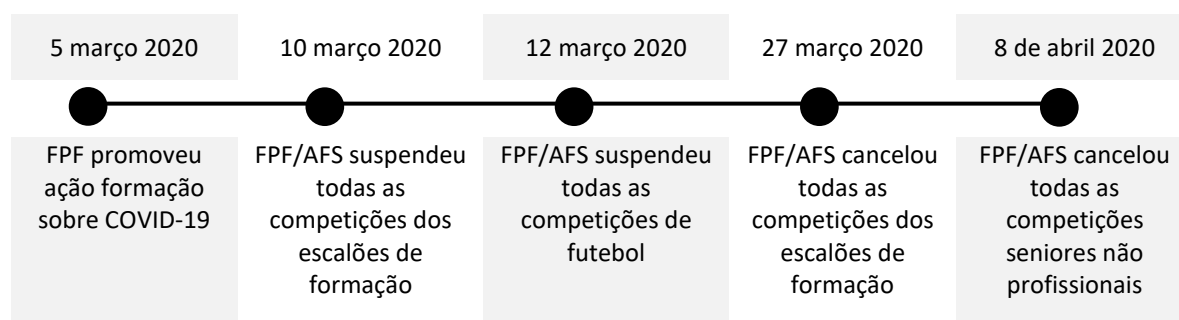 5 março 2020
10 março 2020
12 março 2020
27 março 2020
8 de abril 2020
FPF promoveu
ação formação
sobre COVID-19
FPF/AFS suspendeu
todas as
competições dos
escalões de
formação
FPF/AFS suspendeu
todas as
competições de
futebol
FPF/AFS cancelou
todas as
competições dos
escalões de
formação
FPF/AFS cancelou
todas as
competições
seniores não
profissionais